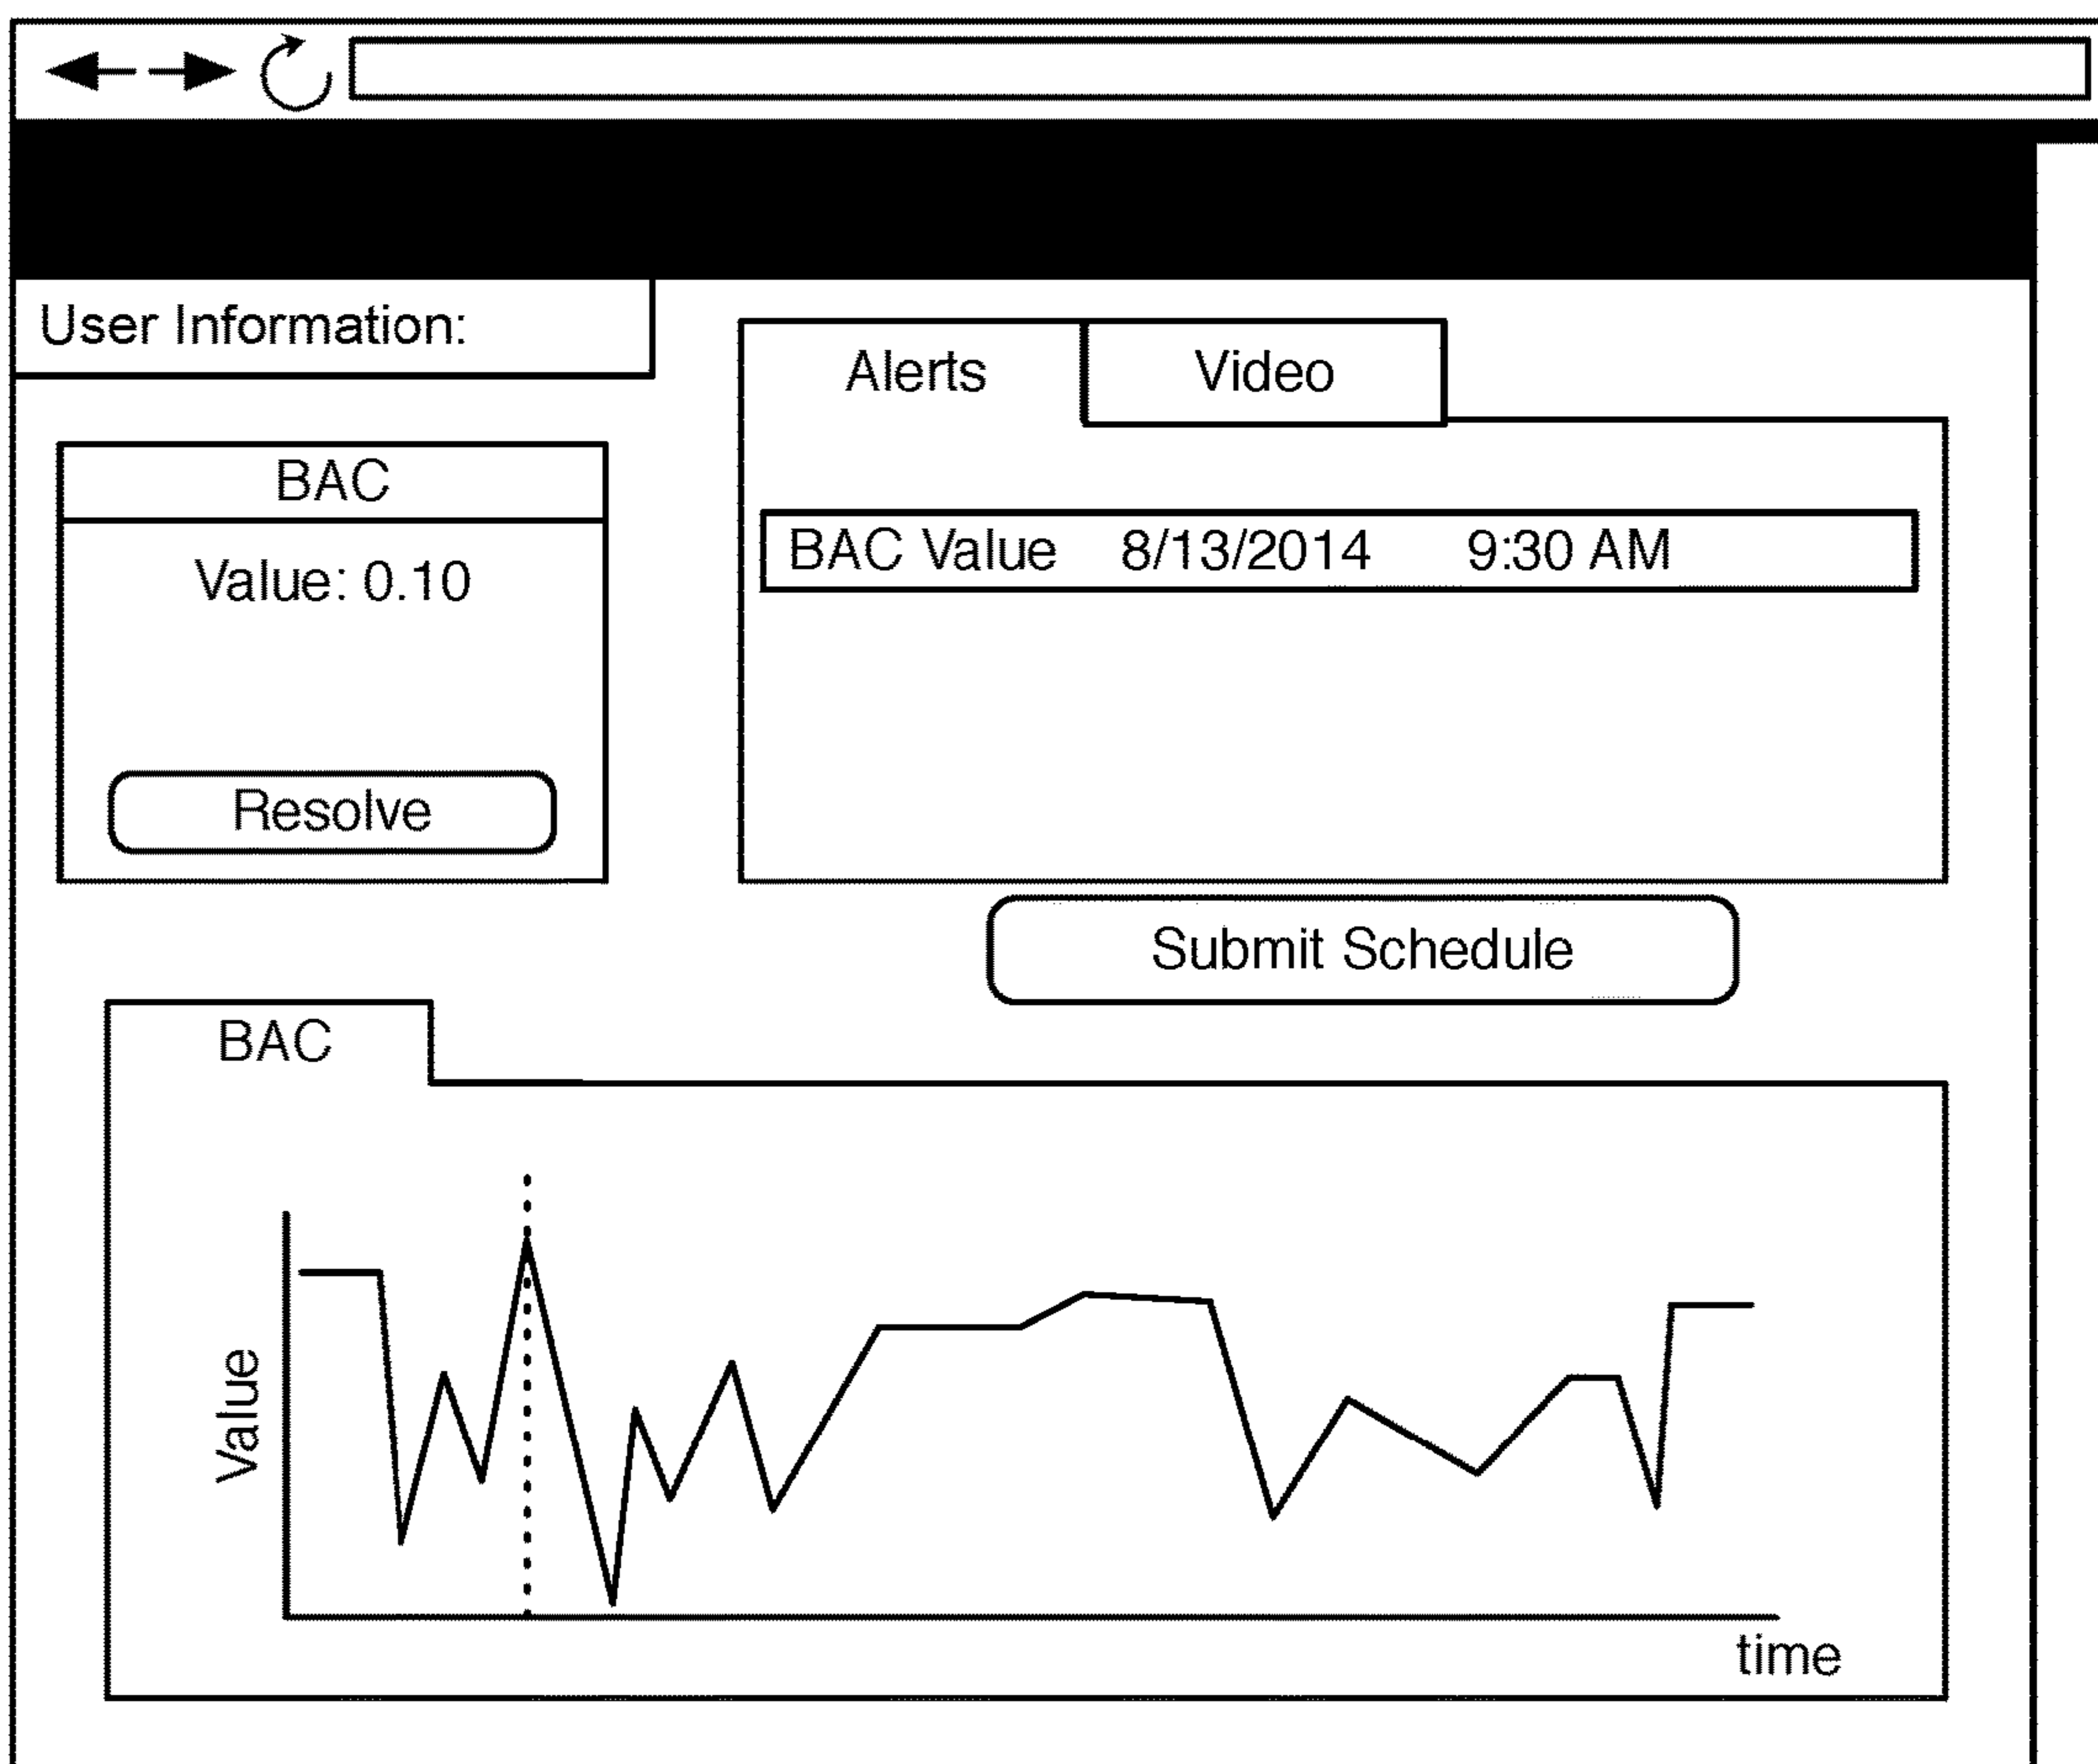 User Information:
Alerts
Video
BAC
Value: 0.10
Resolve
BAC Value 8/13/2014 9:30 AM
Submit Schedule
BAC
Value
time